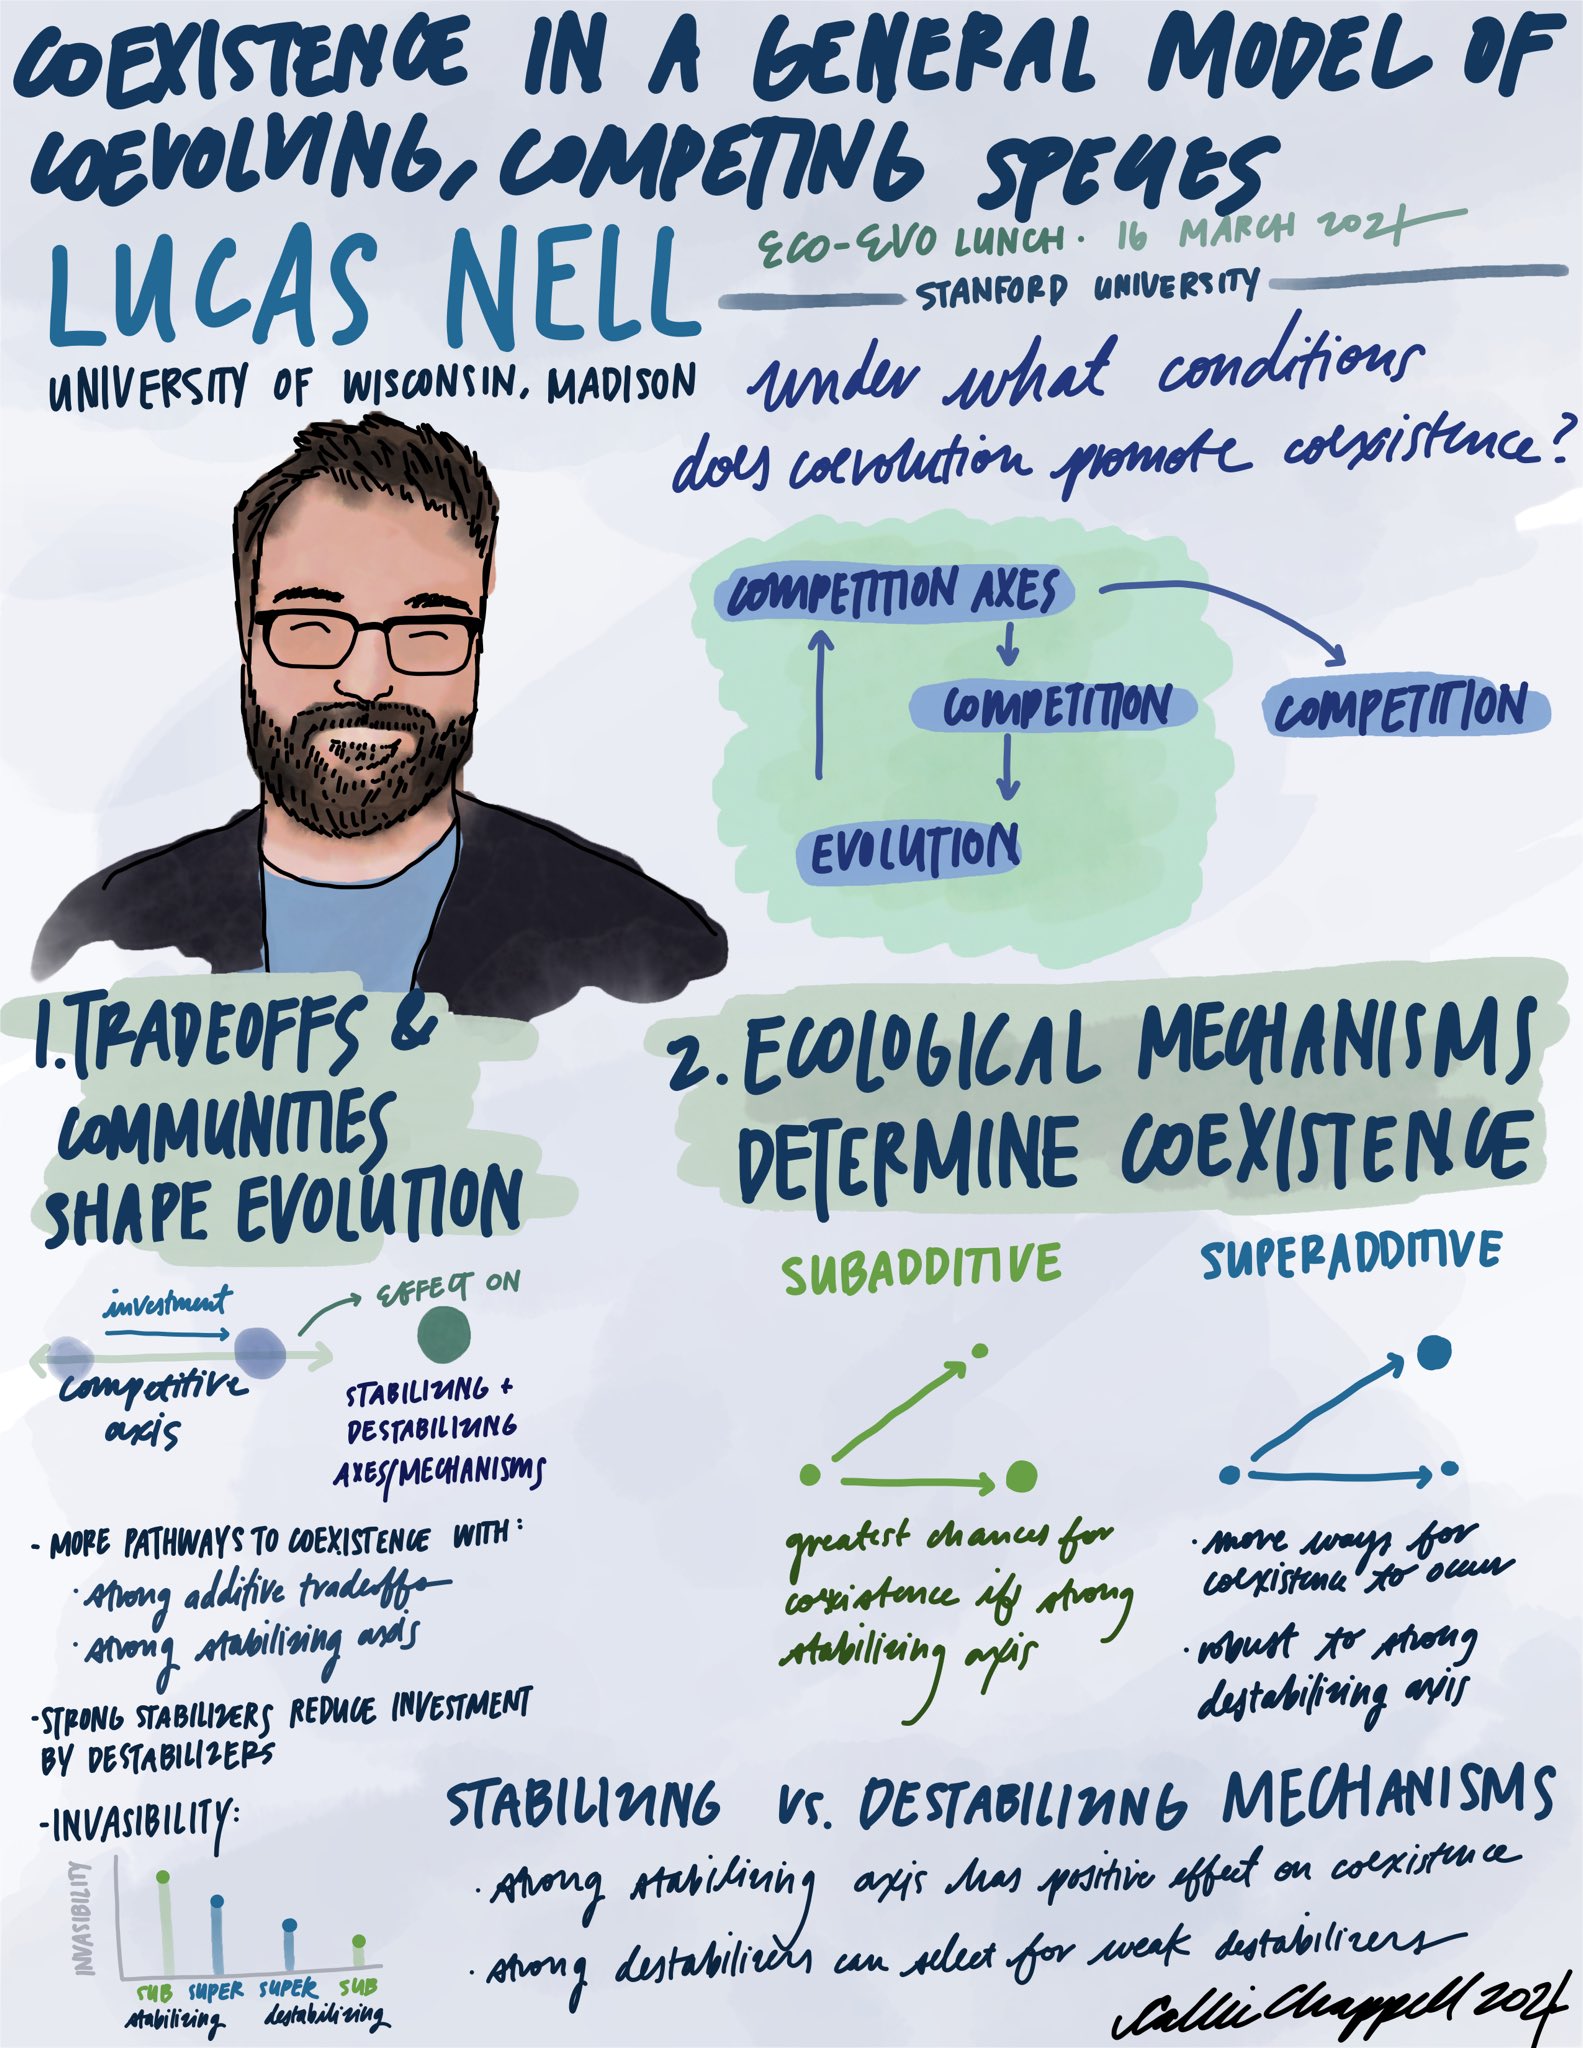 COEXISTENCE IN A GENERAL MODEL OF
COEVOLVING, COMPETING SPECIES
LUCAS NELL
UNIVERSITY OF WISCONSIN, MADISON
ECO-EVO LUNCH · 16 MARCH 2021
STANFORD UNIVERSITY
under what conditions
does coevolution promote coexistence?
COMPETITION AXES
COMPETITION
COMPETITION
EVOLUTION
1. TRADEOFFS &
COMMUNITIES
SHAPE EVOLUTION
investment
EFFECT ON
competitive
axis
STABILIZING +
DESTABILIZING
AXES/MECHANISMS
- MORE PATHWAYS TO COEXISTENCE WITH:
· strong additive tradeoffs
· strong stabilizing axis
- STRONG STABILIZERS REDUCE INVESTMENT
BY DESTABILIZERS
- INVASIBILITY:
INVASIBILITY
SUB SUPER SUPER SUB
stabilizing destabilizing
2. ECOLOGICAL MECHANISMS
DETERMINE COEXISTENCE
SUBADDITIVE
greatest chances for
coexistence if strong
stabilizing axis
SUPERADDITIVE
· more ways for
coexistence to occur
· robust to strong
destabilizing axis
STABILIZING VS. DESTABILIZING MECHANISMS
· strong stabilizing axis has positive effect on coexistence
· strong destabilizers can select for weak destabilizers
Callie Chappell 2021